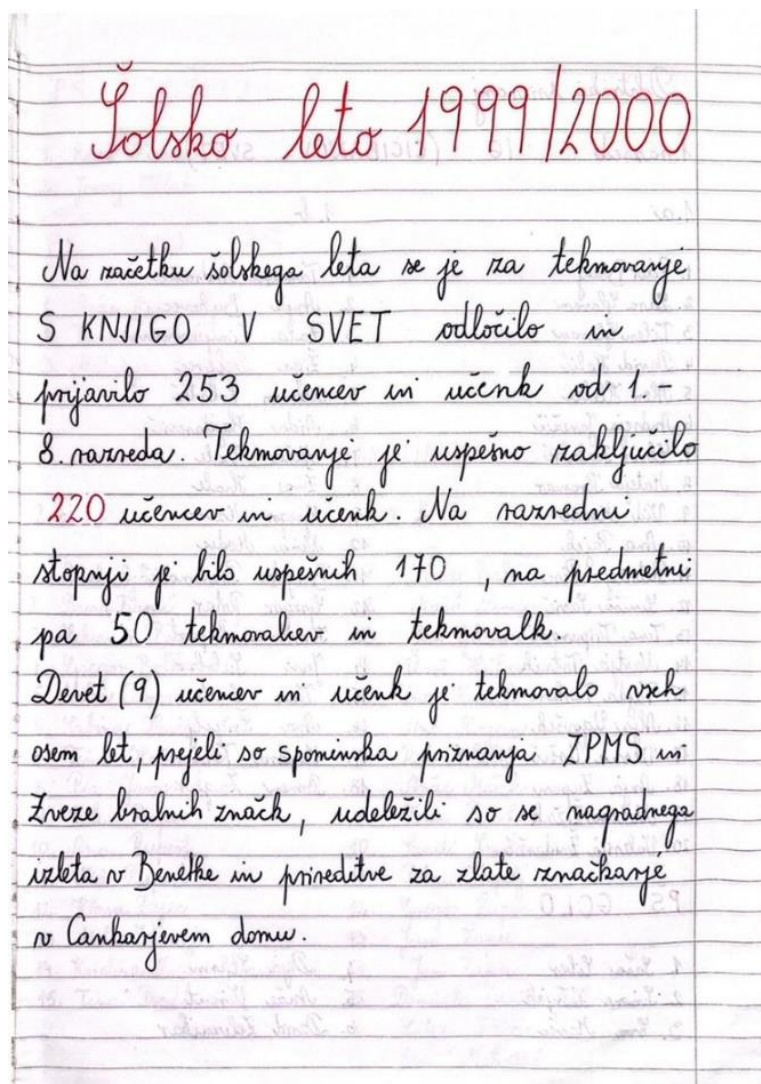 Šolsko leto 1999/2000
Na začetku šolskega leta se je za tekmovanje
S KNJIGO V SVET odločilo in
prijavilo 253 učencev in učenk od 1.-
8. razreda. Tekmovanje je uspešno zaključilo
220 učencev in učenk. Na razredni
stopnji je bilo uspešnih 170, na predmetni
pa 50 tekmovalcev in tekmovalk.
Devet (9) učencev in učenk je tekmovalo vseh
osem let, prejeli so spominska priznanja ZPMS in
Zveze bralnih značk, udeležili so se nagradnega
izleta v Benetke in prireditve za zlate značkarje
v Cankarjevem domu.